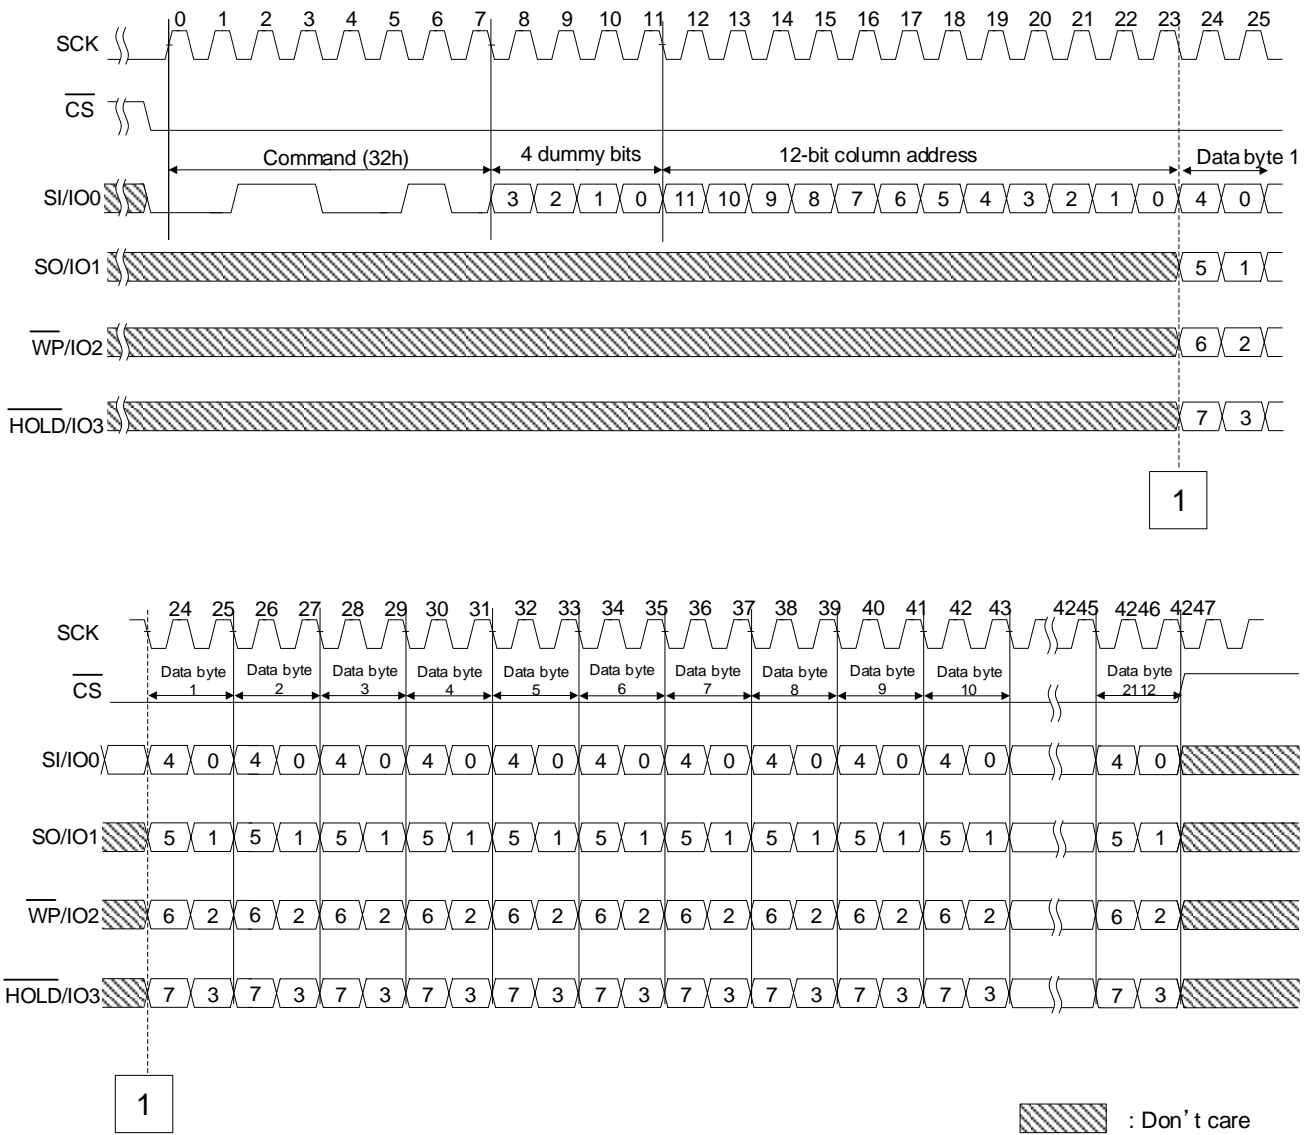 0 1 2 3 4 5 6 7 8 9 10 11 12 13 14 15 16 17 18 19 20 21 22 23 24 25
SCK
CS
Command (32h) 4 dummy bits 12-bit column address Data byte 1
SI/IO0 3 2 1 0 11 10 9 8 7 6 5 4 3 2 1 0 4 0
SO/IO1 5 1
WP/IO2 6 2
HOLD/IO3 7 3
1
24 25 26 27 28 29 30 31 32 33 34 35 36 37 38 39 40 41 42 43 4245 4246 4247
SCK
Data byte 1 Data byte 2 Data byte 3 Data byte 4 Data byte 5 Data byte 6 Data byte 7 Data byte 8 Data byte 9 Data byte 10 Data byte 2112
CS
SI/IO0 4 0 4 0 4 0 4 0 4 0 4 0 4 0 4 0 4 0 4 0 4 0
SO/IO1 5 1 5 1 5 1 5 1 5 1 5 1 5 1 5 1 5 1 5 1 5 1
WP/IO2 6 2 6 2 6 2 6 2 6 2 6 2 6 2 6 2 6 2 6 2 6 2
HOLD/IO3 7 3 7 3 7 3 7 3 7 3 7 3 7 3 7 3 7 3 7 3 7 3
1
: Don't care